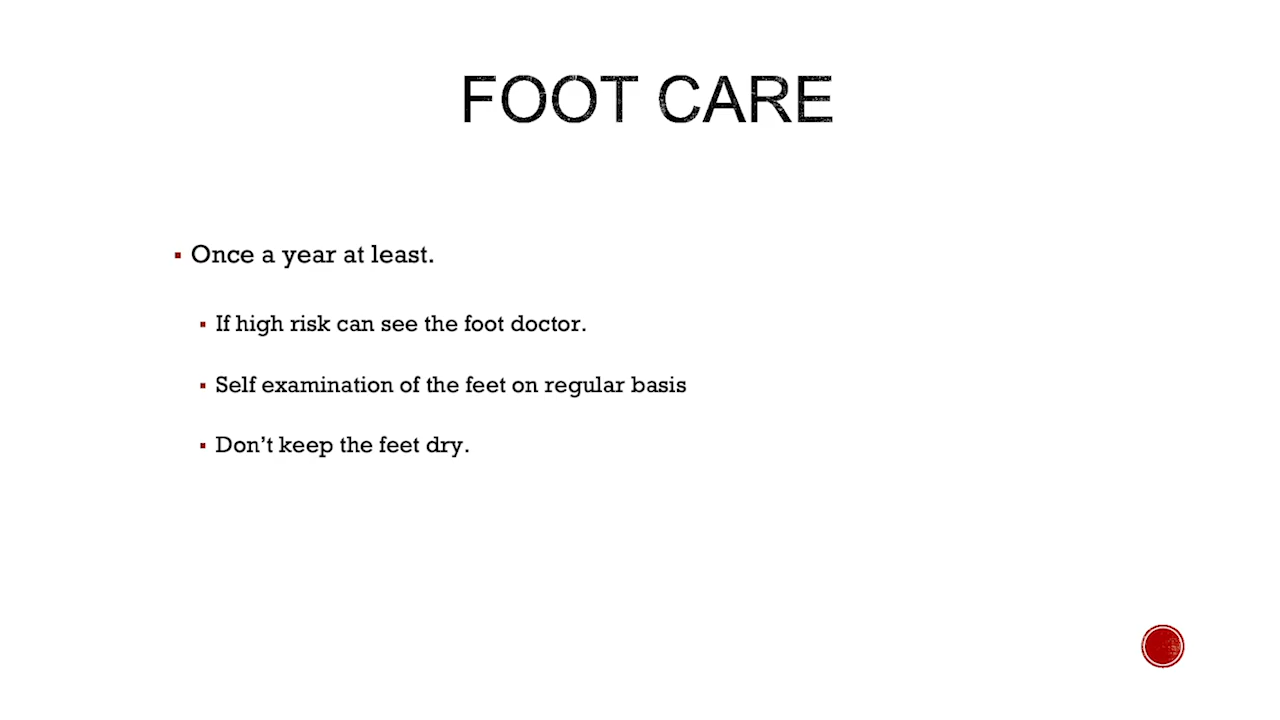 FOOT CARE
Once a year at least.
If high risk can see the foot doctor.
Self examination of the feet on regular basis
Don’t keep the feet dry.